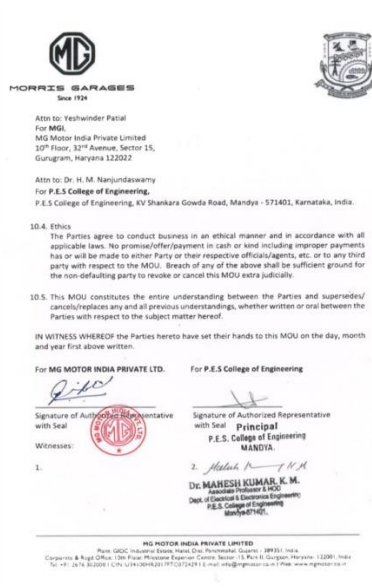 MG
MORRIS GARAGES
Since 1924
Attn to: Yeshwinder Patial
For MGI,
MG Motor India Private Limited
10th Floor, 32nd Avenue, Sector 15,
Gurugram, Haryana 122022
Attn to: Dr. H. M. Nanjundaswamy
For P.E.S College of Engineering,
P.E.S College of Engineering, KV Shankara Gowda Road, Mandya - 571401, Karnataka, India.
10.4. Ethics
The Parties agree to conduct business in an ethical manner and in accordance with all
applicable laws. No promise/offer/payment in cash or kind including improper payments
has or will be made to either Party or their respective officials/agents, etc. or to any third
party with respect to the MOU. Breach of any of the above shall be sufficient ground for
the non-defaulting party to revoke or cancel this MOU extra judicially.
10.5. This MOU constitutes the entire understanding between the Parties and supersedes/
cancels/replaces any and all previous understandings, whether written or oral between the
Parties with respect to the subject matter hereof.
IN WITNESS WHEREOF the Parties hereto have set their hands to this MOU on the day, month
and year first above written.
For MG MOTOR INDIA PRIVATE LTD. For P.E.S College of Engineering
Signature of Authorized Representative Signature of Authorized Representative
with Seal with Seal Principal
P.E.S. College of Engineering
MANDYA.
MG
Witnesses:
1. 2.
Dr. MAHESH KUMAR. K. M.
Associate Professor & HOD
Dept. of Electrical & Electronics Engineering
P.E.S. College of Engineering
Mandya-571401.
MG MOTOR INDIA PRIVATE LIMITED
Plant: GIDC Industrial Estate, Halol, Dist. Panchmahal, Gujarat - 389351, India